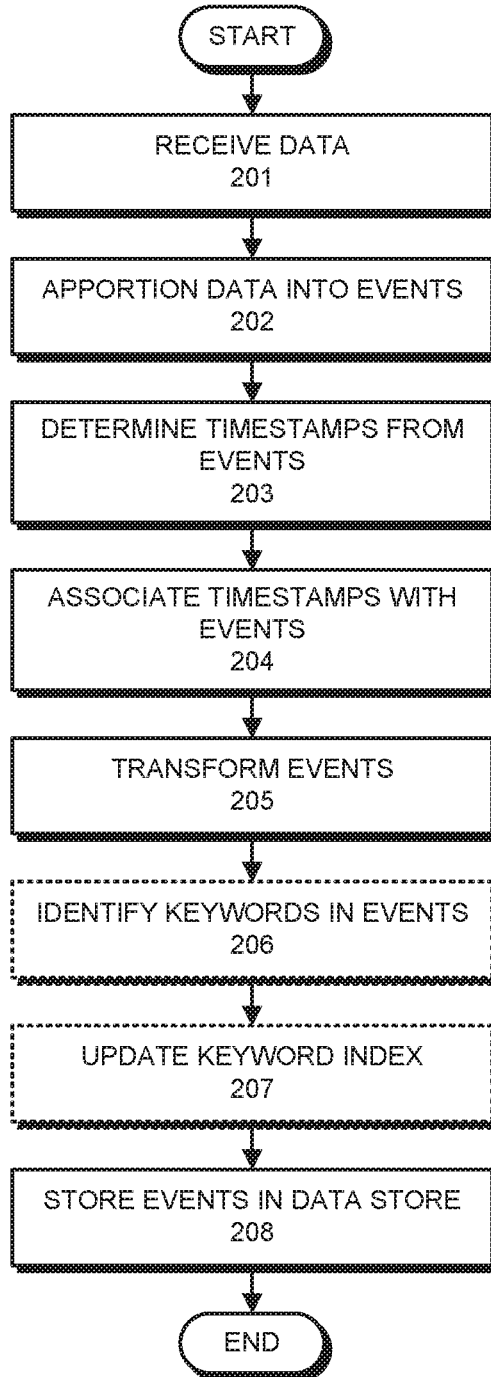 START
RECEIVE DATA
201
APPORTION DATA INTO EVENTS
202
DETERMINE TIMESTAMPS FROM
EVENTS
203
ASSOCIATE TIMESTAMPS WITH
EVENTS
204
TRANSFORM EVENTS
205
IDENTIFY KEYWORDS IN EVENTS
206
UPDATE KEYWORD INDEX
207
STORE EVENTS IN DATA STORE
208
END